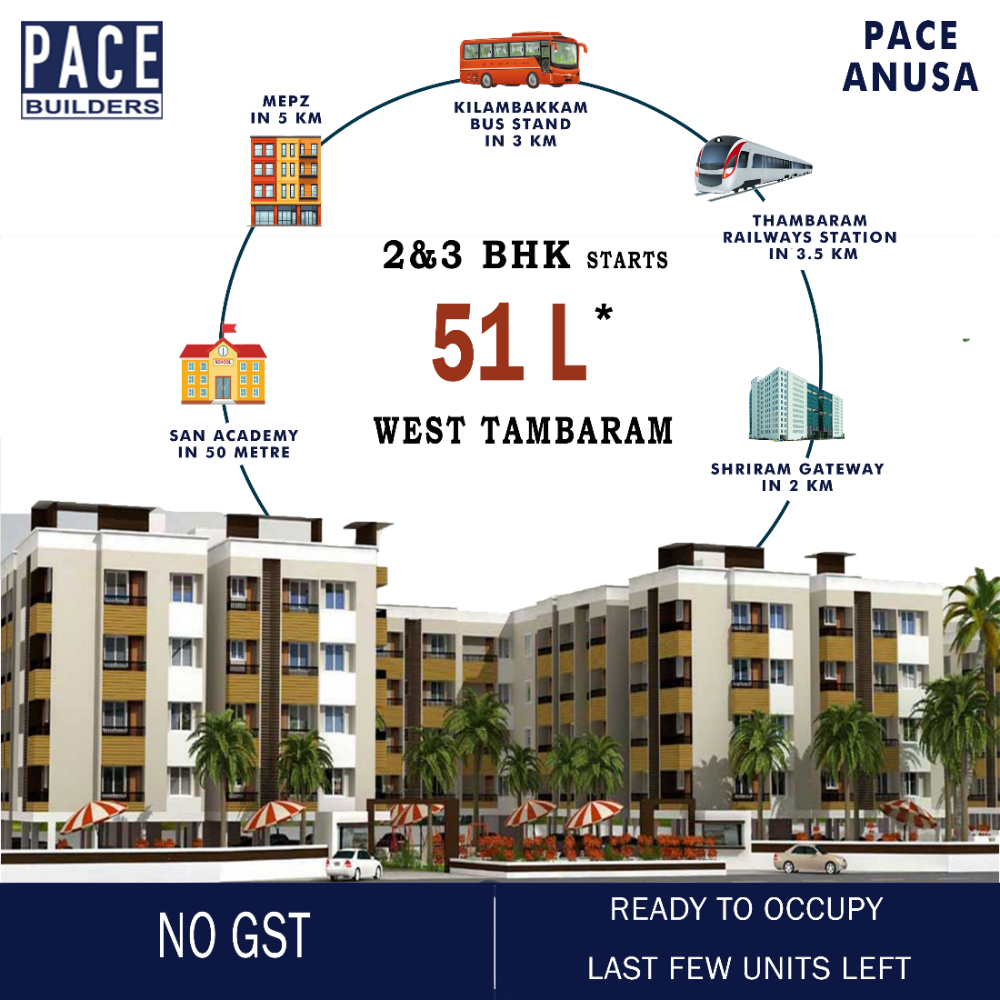 PACE
BUILDERS
PACE
ANUSA
MEPZ
IN 5 KM
KILAMBAKKAM
BUS STAND
IN 3 KM
THAMBARAM
RAILWAYS STATION
IN 3.5 KM
2&3 BHK STARTS
51 L*
WEST TAMBARAM
SCHOOL
SAN ACADEMY
IN 50 METRE
SHRIRAM GATEWAY
IN 2 KM
NO GST
READY TO OCCUPY
LAST FEW UNITS LEFT